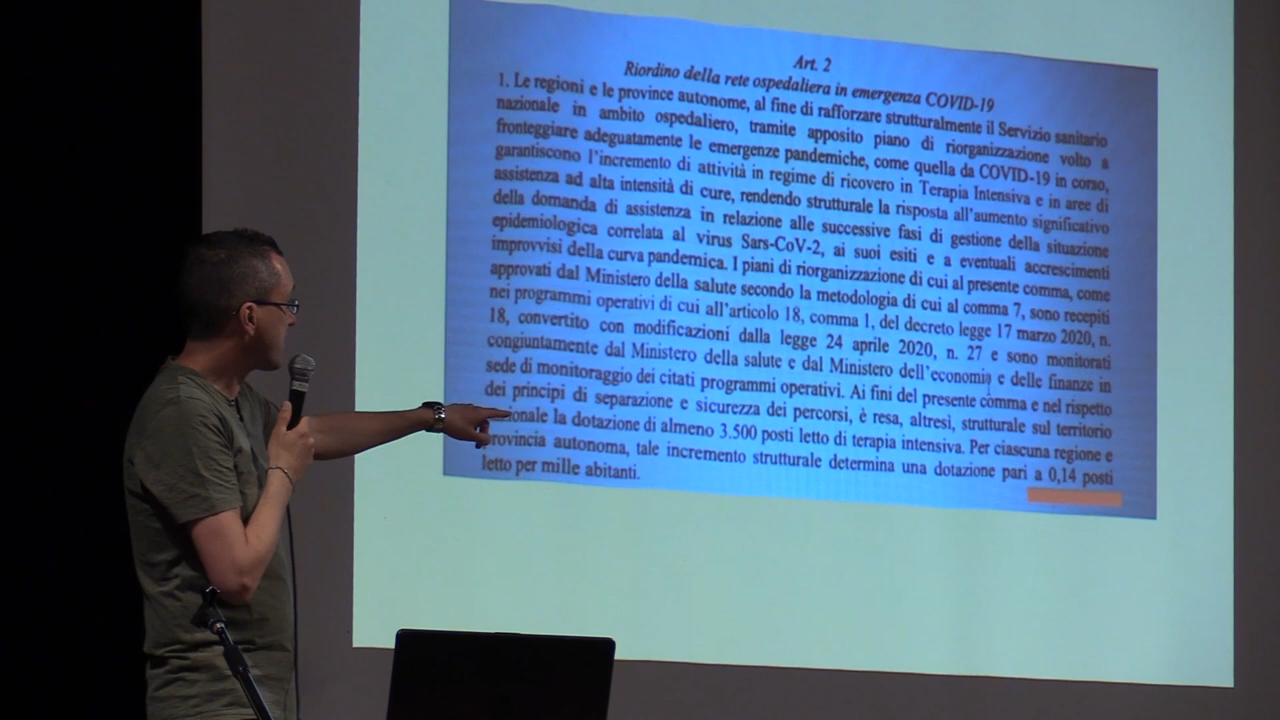 Art. 2
Riordino della rete ospedaliera in emergenza COVID-19
1. Le regioni e le province autonome, al fine di rafforzare strutturalmente il Servizio sanitario
nazionale in ambito ospedaliero, tramite apposito piano di riorganizzazione volto a
fronteggiare adeguatamente le emergenze pandemiche, come quella da COVID-19 in corso,
garantiscono l'incremento di attività in regime di ricovero in Terapia Intensiva e in aree di
assistenza ad alta intensità di cure, rendendo strutturale la risposta all'aumento significativo
della domanda di assistenza in relazione alle successive fasi di gestione della situazione
epidemiologica correlata al virus Sars-CoV-2, ai suoi esiti e a eventuali accrescimenti
improvvisi della curva pandemica. I piani di riorganizzazione di cui al presente comma, come
approvati dal Ministero della salute secondo la metodologia di cui al comma 7, sono recepiti
nei programmi operativi di cui all'articolo 18, comma 1, del decreto legge 17 marzo 2020, n.
18, convertito con modificazioni dalla legge 24 aprile 2020, n. 27 e sono monitorati
congiuntamente dal Ministero della salute e dal Ministero dell'economia e delle finanze in
sede di monitoraggio dei citati programmi operativi. Ai fini del presente comma e nel rispetto
dei principi di separazione e sicurezza dei percorsi, è resa, altresì, strutturale sul territorio
ionale la dotazione di almeno 3.500 posti letto di terapia intensiva. Per ciascuna regione e
rovincia autonoma, tale incremento strutturale determina una dotazione pari a 0,14 posti
letto per mille abitanti.